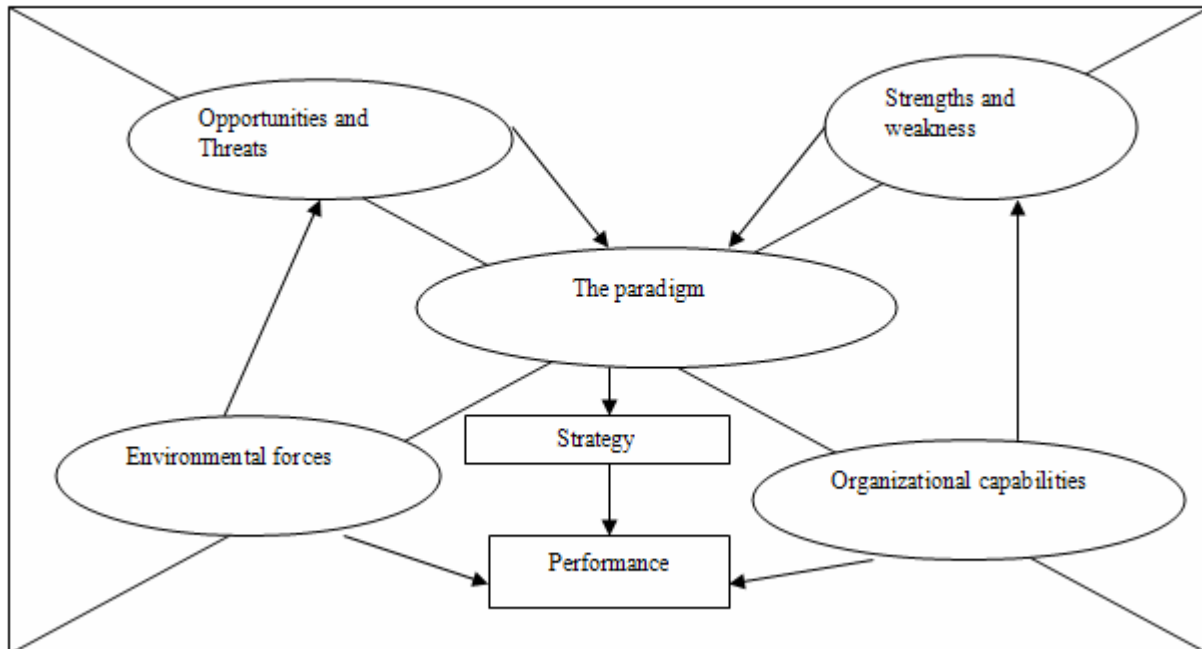 Opportunities and
Threats
Strengths and
weakness
The paradigm
Environmental forces
Strategy
Organizational capabilities
Performance